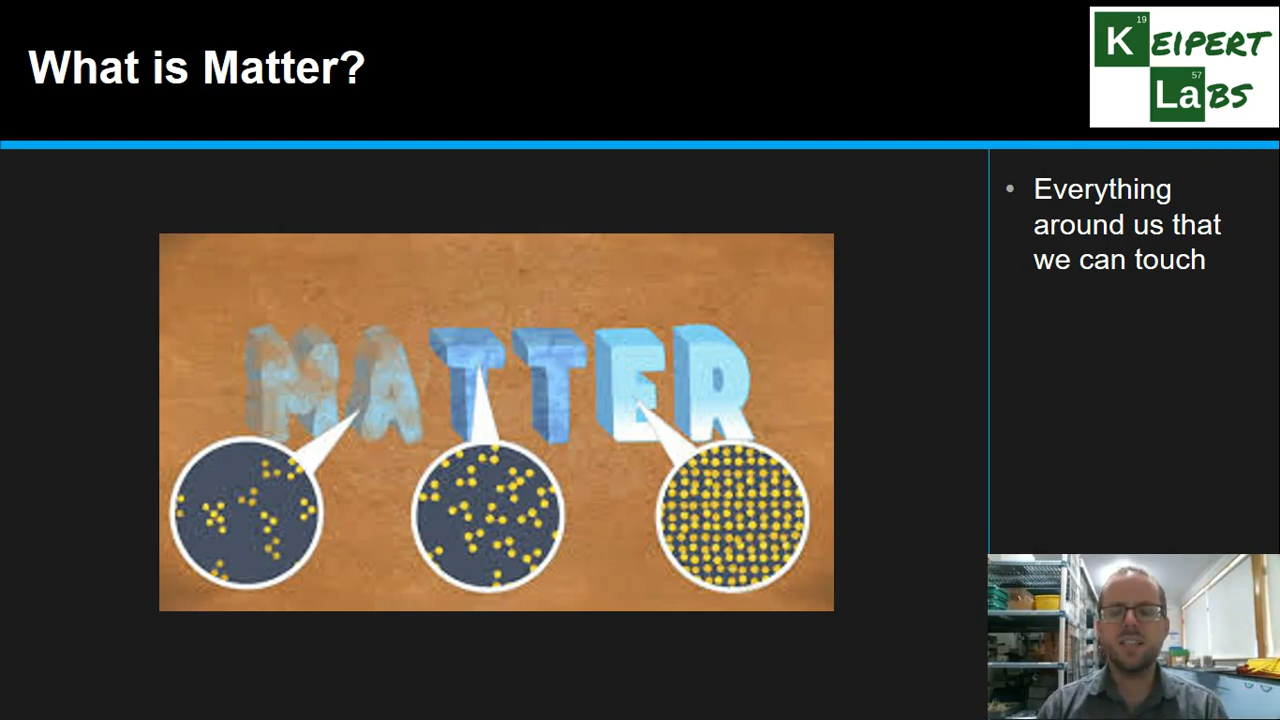 What is Matter?
19
K EIPERT
57
La BS
• Everything
around us that
we can touch
MATTER